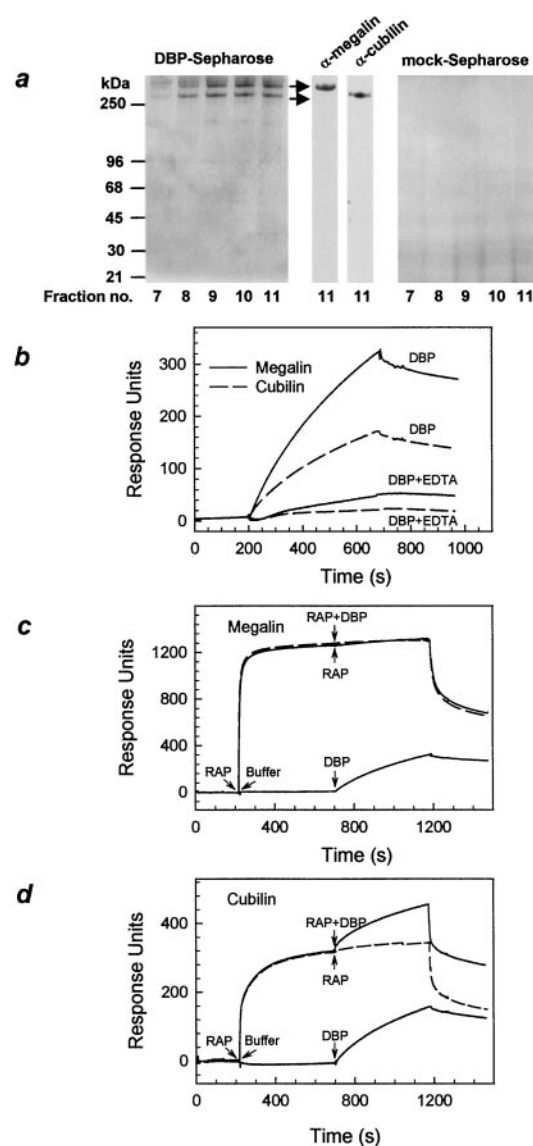 a
DBP-Sepharose
α-megalin
α-cubilin
mock-Sepharose
kDa
250
96
68
45
30
21
Fraction no. 7 8 9 10 11 11 11 7 8 9 10 11
b
Response Units
300
200
100
0
Megalin
Cubilin
DBP
DBP
DBP+EDTA
DBP+EDTA
0 200 400 600 800 1000
Time (s)
c
Response Units
1200
800
400
0
Megalin
RAP+DBP
RAP
RAP
Buffer
DBP
0 400 800 1200
Time (s)
d
Response Units
400
200
0
Cubilin
RAP+DBP
RAP
RAP
Buffer
DBP
0 400 800 1200
Time (s)